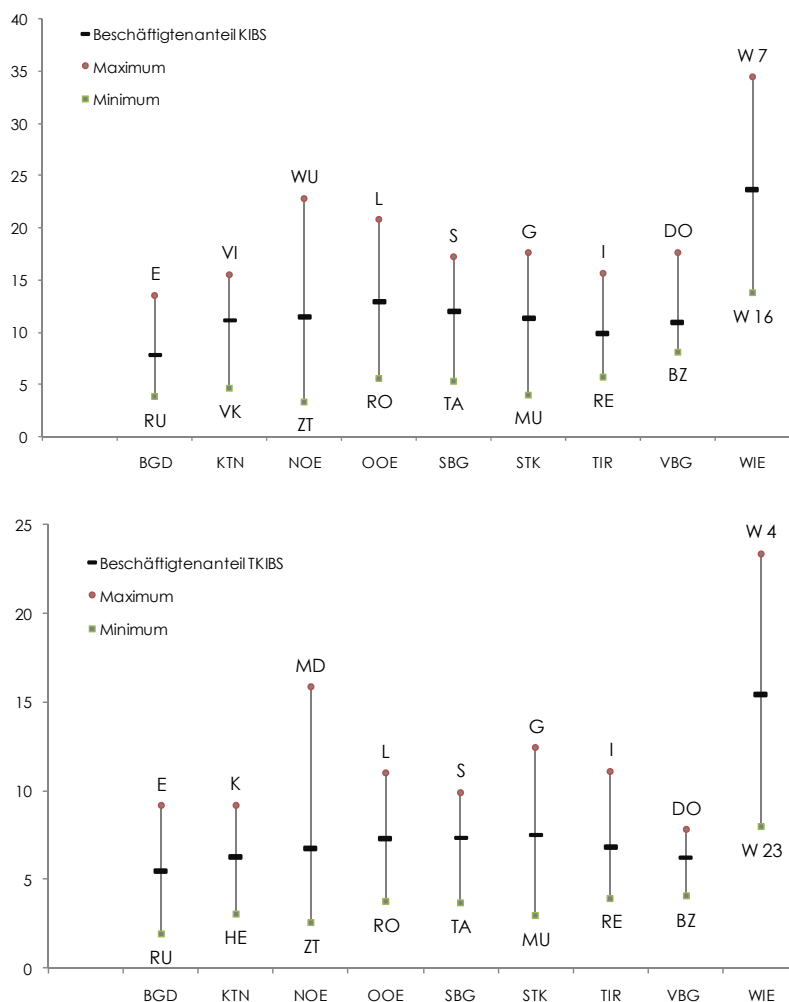 40
Beschäftigtenanteil KIBS
W 7
35
Maximum
Minimum
30
25
WU
L
20
S
G
DO
VI
I
15
E
W 16
10
BZ
5
RU
VK
ZT
RO
TA
MU
RE
0
BGD KTN NOE OOE SBG STK TIR VBG WIE
25
W 4
Beschäftigtenanteil TKIBS
20
Maximum
Minimum
MD
15
G
L
I
E
K
S
10
DO
W 23
5
RU
HE
ZT
RO
TA
MU
RE
BZ
0
BGD KTN NOE OOE SBG STK TIR VBG WIE